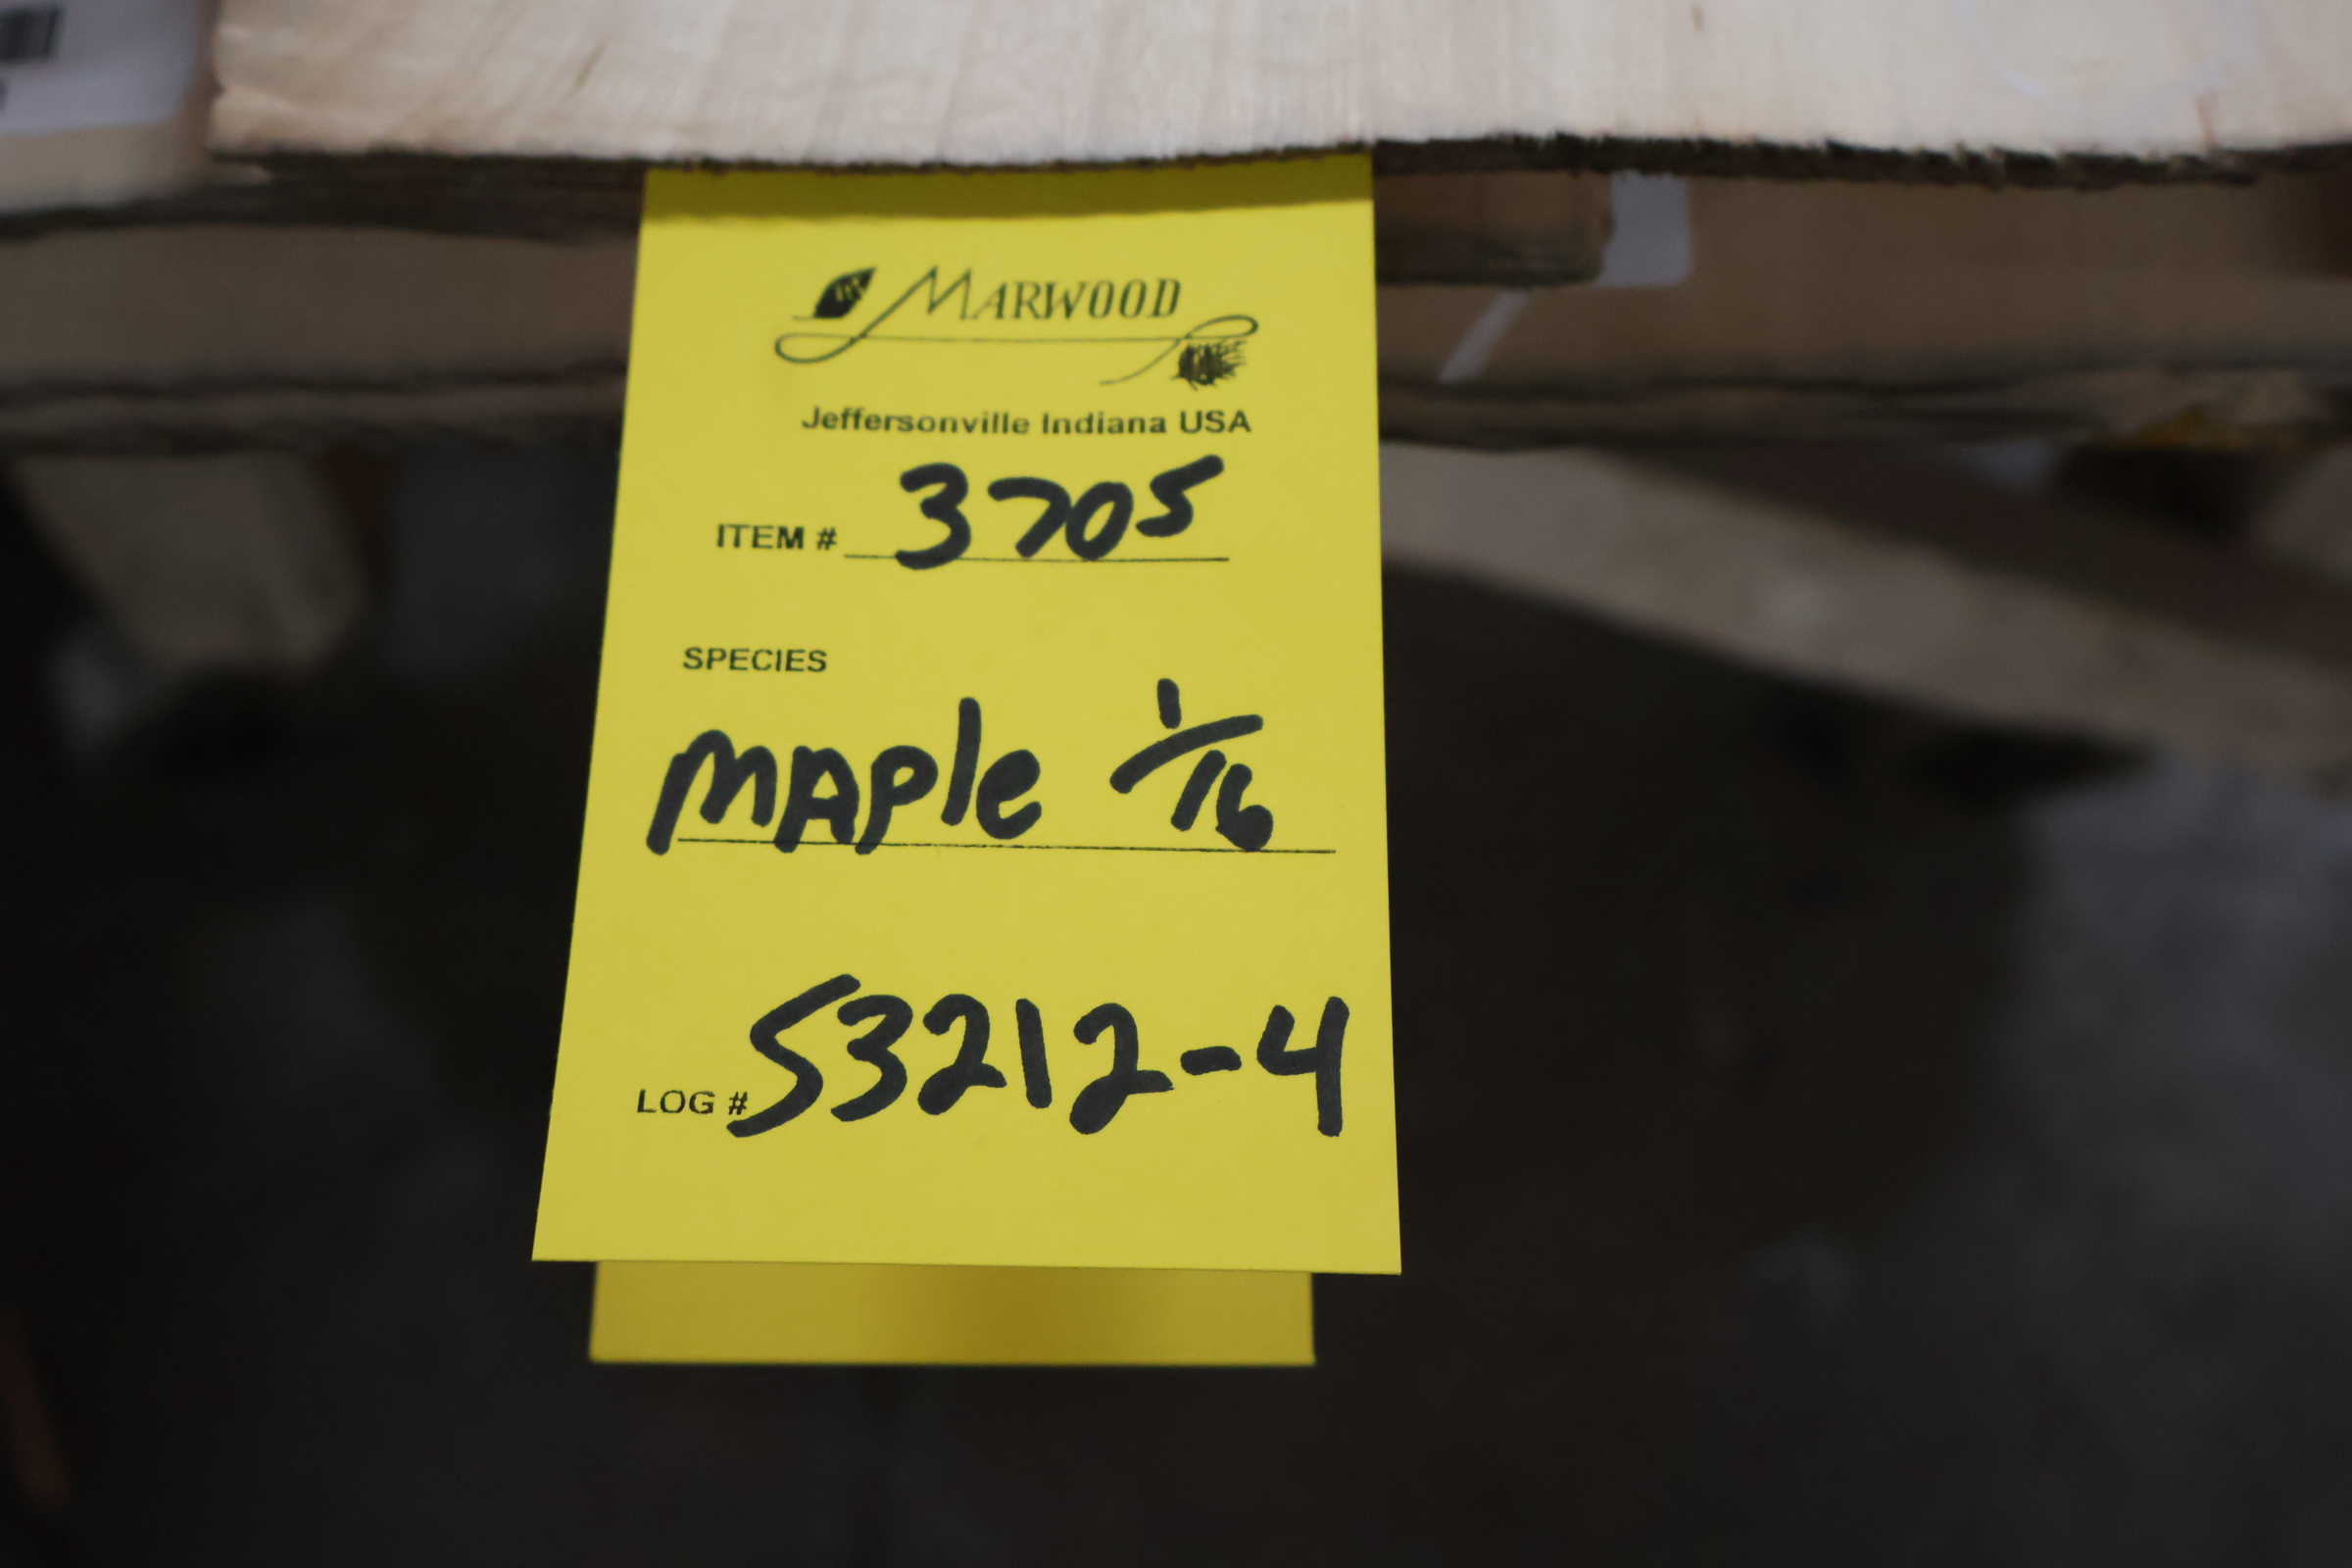 MARWOOD
Jeffersonville Indiana USA
ITEM # 3705
SPECIES
MAPle 1/16
LOG # 53212-4